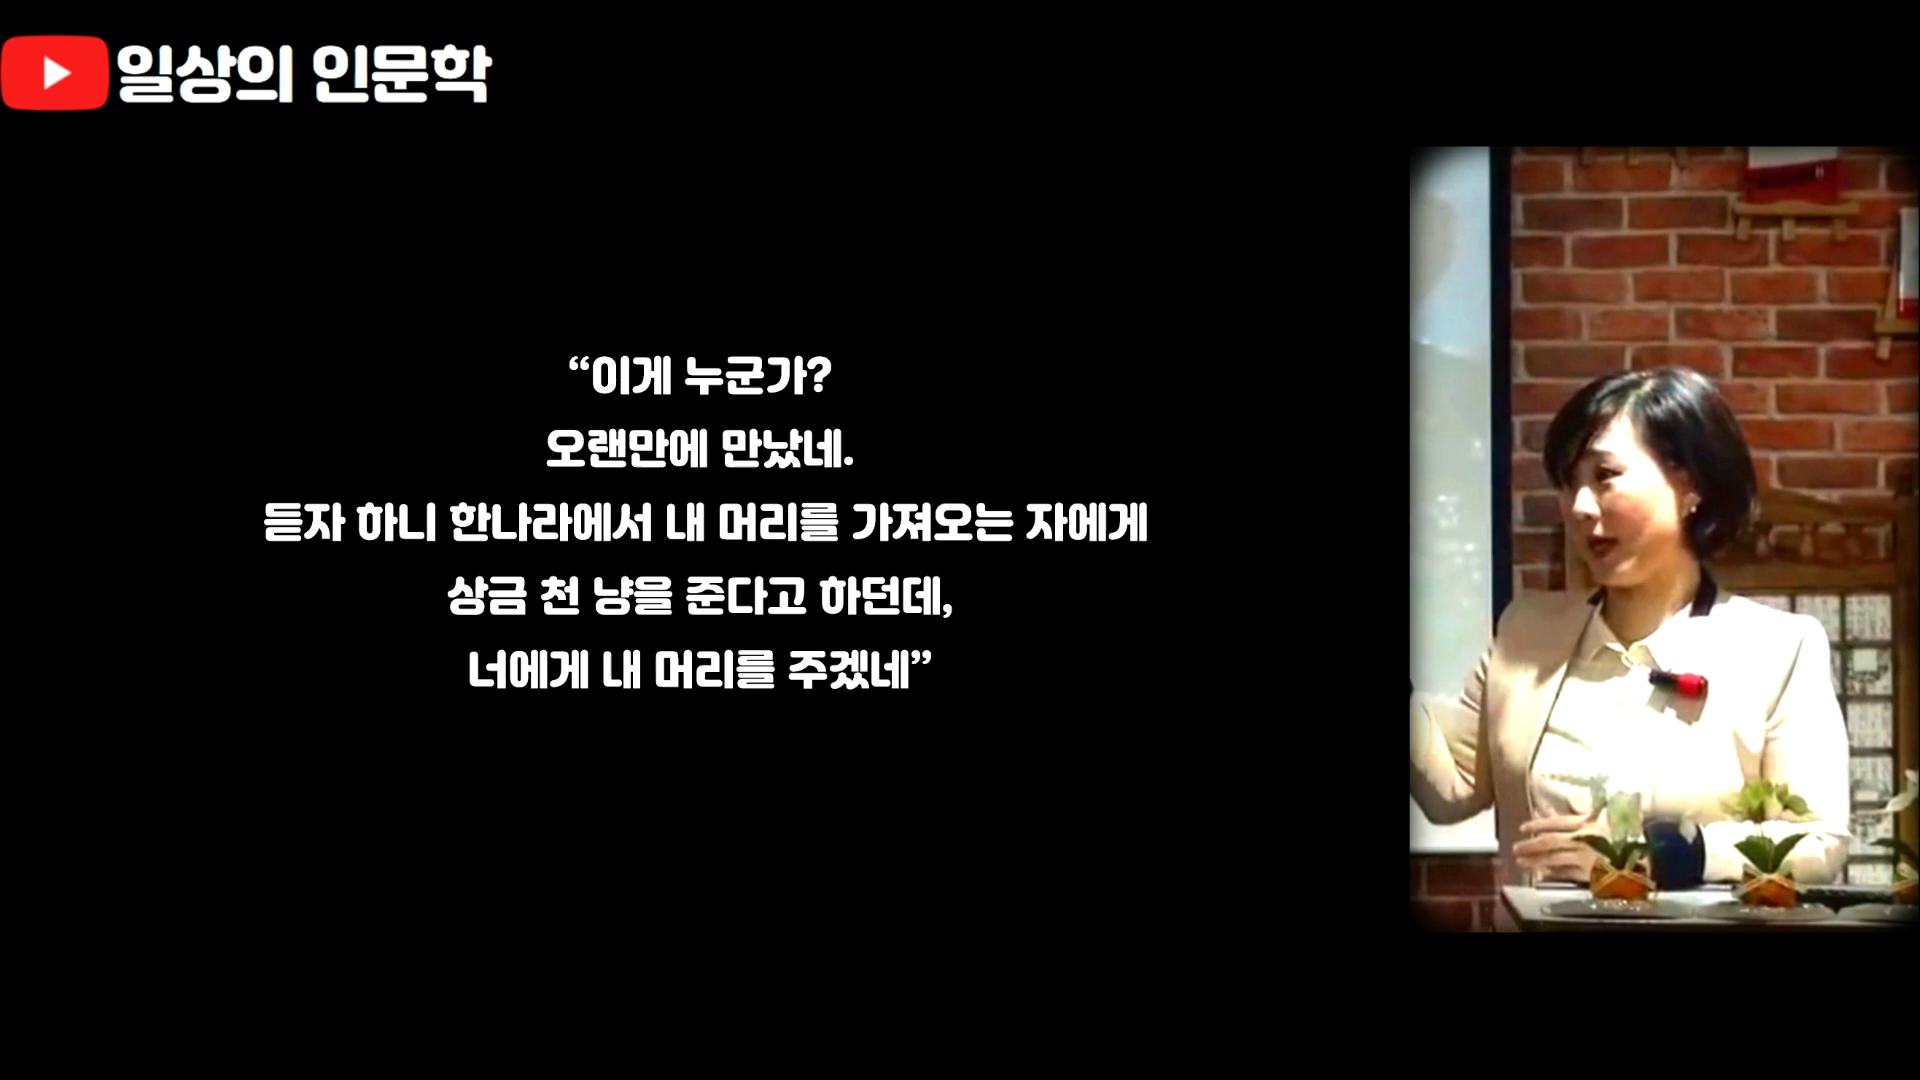 일상의 인문학
“이게 누군가?
오랜만에 만났네.
듣자 하니 한나라에서 내 머리를 가져오는 자에게
상금 천 냥을 준다고 하던데,
너에게 내 머리를 주겠네”